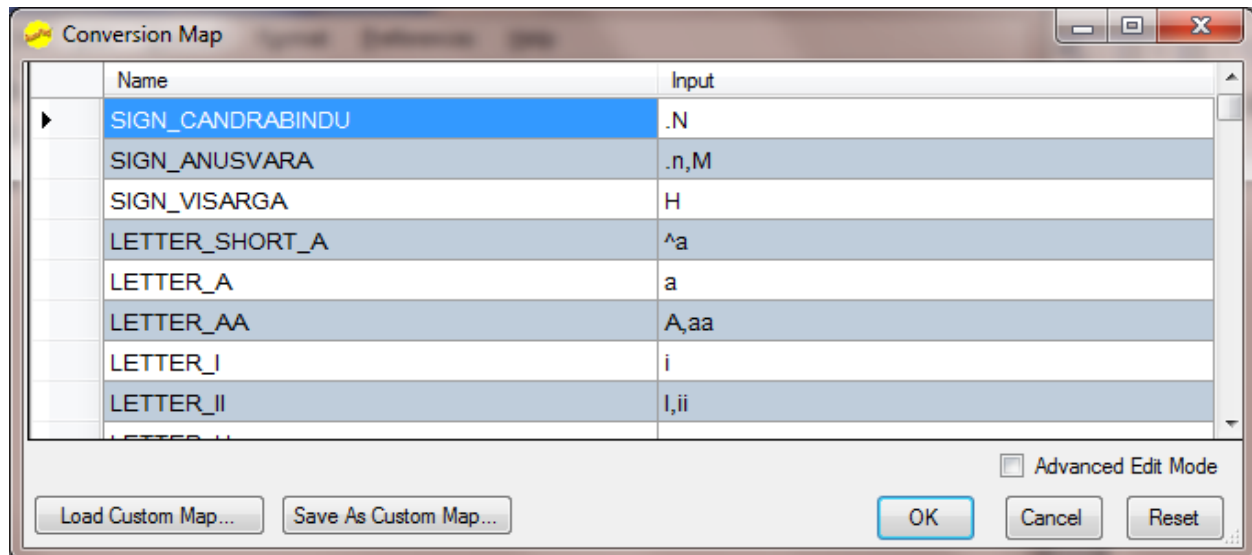 Conversion Map
Name Input
SIGN_CANDRABINDU .N
SIGN_ANUSVARA .n,M
SIGN_VISARGA H
LETTER_SHORT_A ^a
LETTER_A a
LETTER_AA A,aa
LETTER_I i
LETTER_II I,ii
Advanced Edit Mode
Load Custom Map... Save As Custom Map... OK Cancel Reset